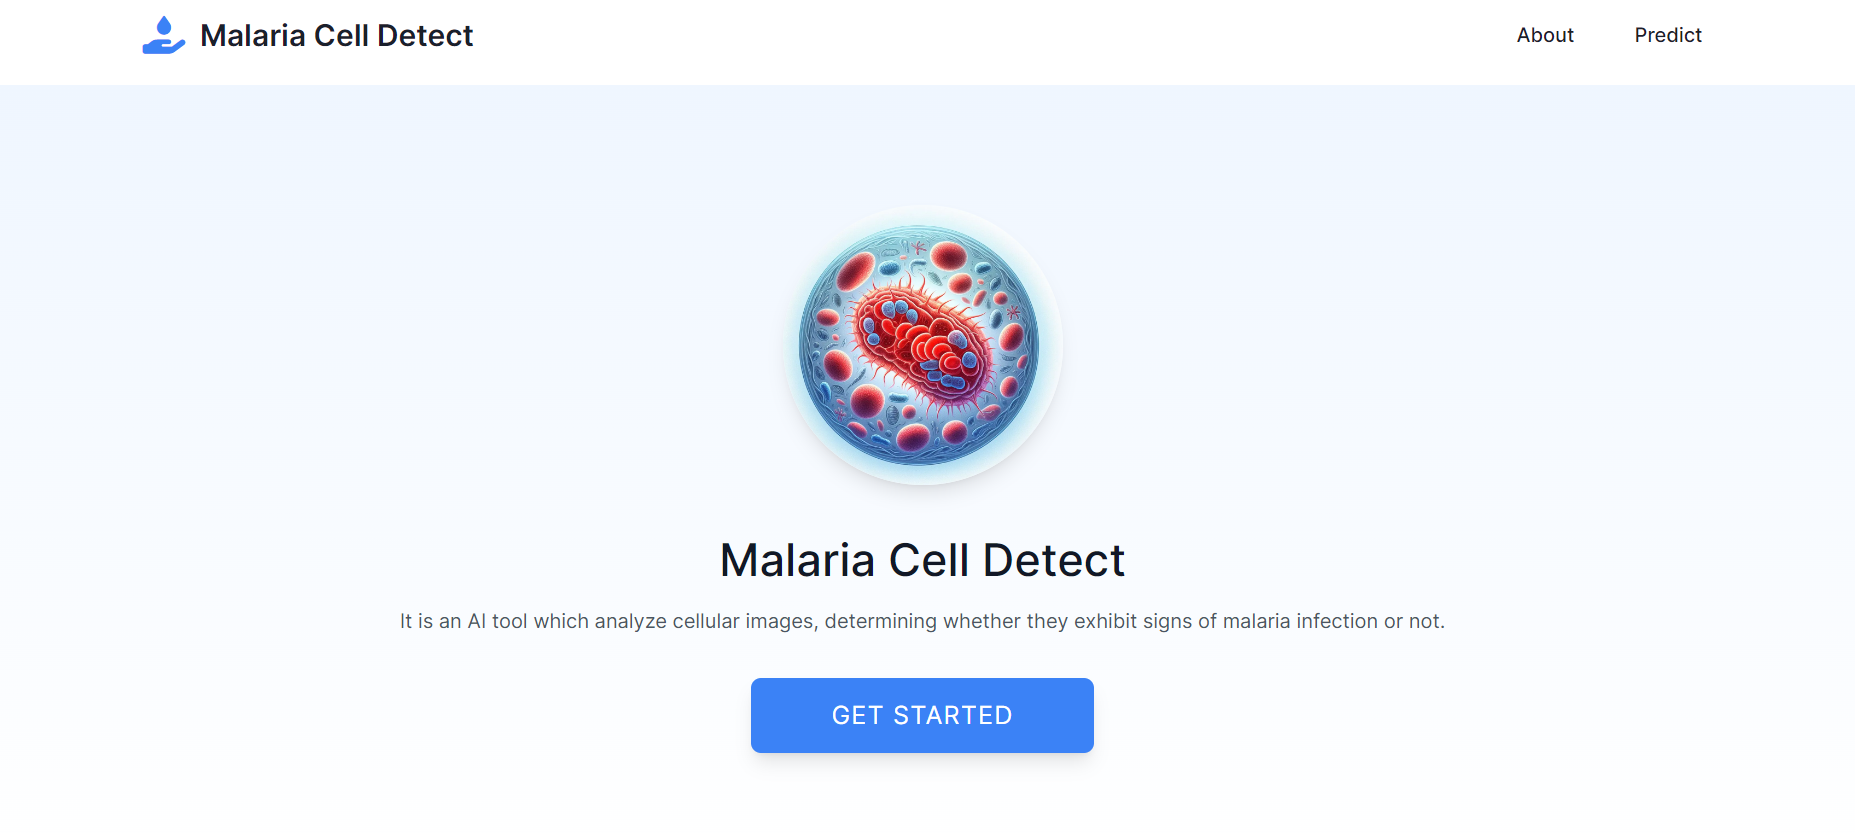 Malaria Cell Detect
About
Predict
Malaria Cell Detect
It is an AI tool which analyze cellular images, determining whether they exhibit signs of malaria infection or not.
GET STARTED